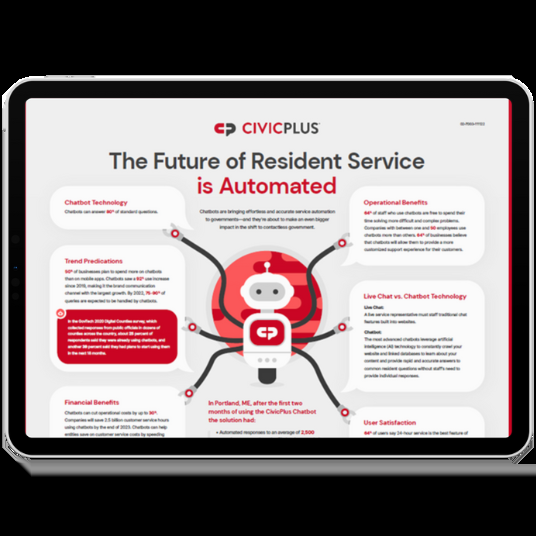 CIVICPLUS
The Future of Resident Service
is Automated
Chatbots are bringing effortless and accurate service automation
to governments—and they're about to make an even bigger
impact in the shift to contactless government.
Chatbot Technology
Chatbots can answer 80% of standard questions.
Trend Predications
of businesses plan to spend more on chatbots
than on mobile apps. Chatbots saw a 92% use increase
since 2019, making it the brand communication
channel with the largest growth. By 2022, 75-90% of
queries are expected to be handled by chatbots.
In the GovTech 2020 Digital Counties survey, which
collected responses from public officials in dozens of
counties across the country, about 28 percent of
respondents said they were already using chatbots, and
another 39 percent said they had plans to start using them
in the next 18 months.
Financial Benefits
Chatbots can cut operational costs by up to 30%.
Companies will save 2.5 billion customer service hours
using chatbots by the end of 2023. Chatbots can help
entities save on customer service costs by speeding
Operational Benefits
64% of staff who use chatbots are free to spend their
time solving more difficult and complex problems.
Companies with between one and 50 employees use
chatbots more than others. 64% of businesses believe
that chatbots will allow them to provide a more
customized support experience for their customers.
Live Chat vs. Chatbot Technology
Live Chat:
A live service representative must staff traditional chat
features built into websites.
Chatbot:
The most advanced chatbots leverage artificial
intelligence (AI) technology to constantly crawl your
website and linked databases to learn about your
content and provide rapid and accurate answers to
common resident questions without staff's need to
provide individual responses.
User Satisfaction
64% of users say 24-hour service is the best feature of
In Portland, ME, after the first two
months of using the CivicPlus Chatbot
the solution had:
• Automated responses to an average of 2,500